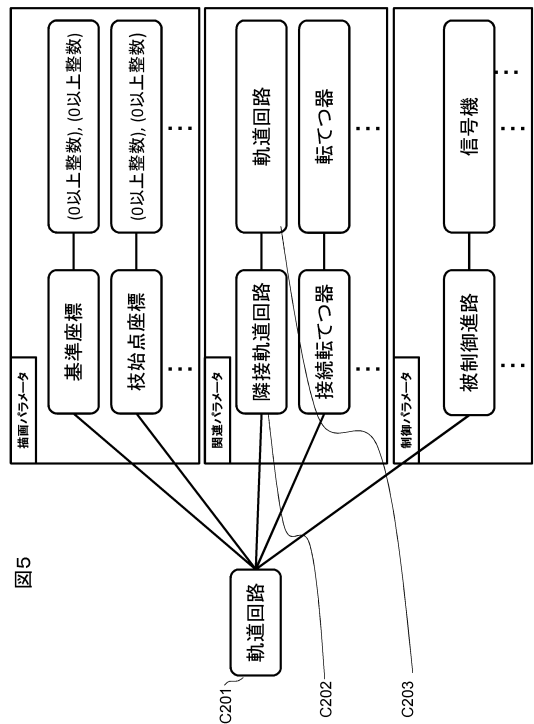 図5
軌道回路
C201
C202
C203
描画パラメータ
基準座標
(0以上整数), (0以上整数)
枝始点座標
(0以上整数), (0以上整数)
...
...
関連パラメータ
隣接軌道回路
軌道回路
接続転てつ器
転てつ器
...
...
制御パラメータ
被制御進路
信号機
...
...
...